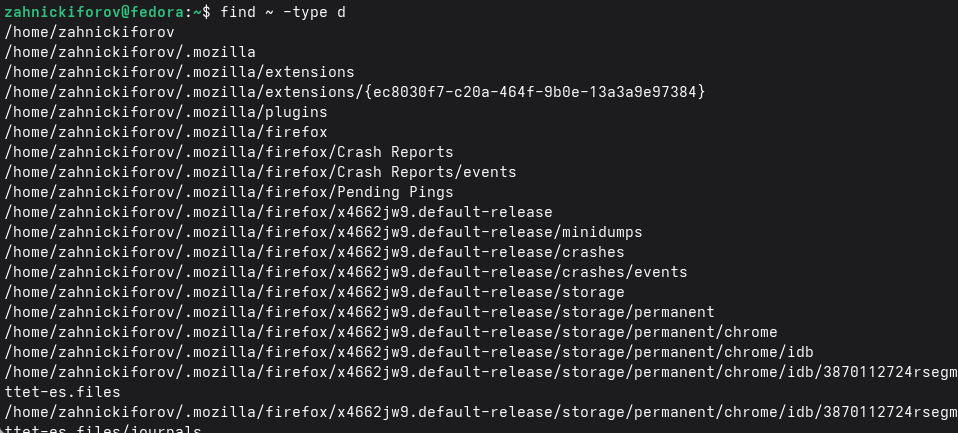 zahnickiforov@fedora:~$ find ~ -type d
/home/zahnickiforov
/home/zahnickiforov/.mozilla
/home/zahnickiforov/.mozilla/extensions
/home/zahnickiforov/.mozilla/extensions/{ec8030f7-c20a-464f-9b0e-13a3a9e97384}
/home/zahnickiforov/.mozilla/plugins
/home/zahnickiforov/.mozilla/firefox
/home/zahnickiforov/.mozilla/firefox/Crash Reports
/home/zahnickiforov/.mozilla/firefox/Crash Reports/events
/home/zahnickiforov/.mozilla/firefox/Pending Pings
/home/zahnickiforov/.mozilla/firefox/x4662jw9.default-release
/home/zahnickiforov/.mozilla/firefox/x4662jw9.default-release/minidumps
/home/zahnickiforov/.mozilla/firefox/x4662jw9.default-release/crashes
/home/zahnickiforov/.mozilla/firefox/x4662jw9.default-release/crashes/events
/home/zahnickiforov/.mozilla/firefox/x4662jw9.default-release/storage
/home/zahnickiforov/.mozilla/firefox/x4662jw9.default-release/storage/permanent
/home/zahnickiforov/.mozilla/firefox/x4662jw9.default-release/storage/permanent/chrome
/home/zahnickiforov/.mozilla/firefox/x4662jw9.default-release/storage/permanent/chrome/idb
/home/zahnickiforov/.mozilla/firefox/x4662jw9.default-release/storage/permanent/chrome/idb/3870112724rsegm
ttet-es.files
/home/zahnickiforov/.mozilla/firefox/x4662jw9.default-release/storage/permanent/chrome/idb/3870112724rsegm
ttet-es.files/journals